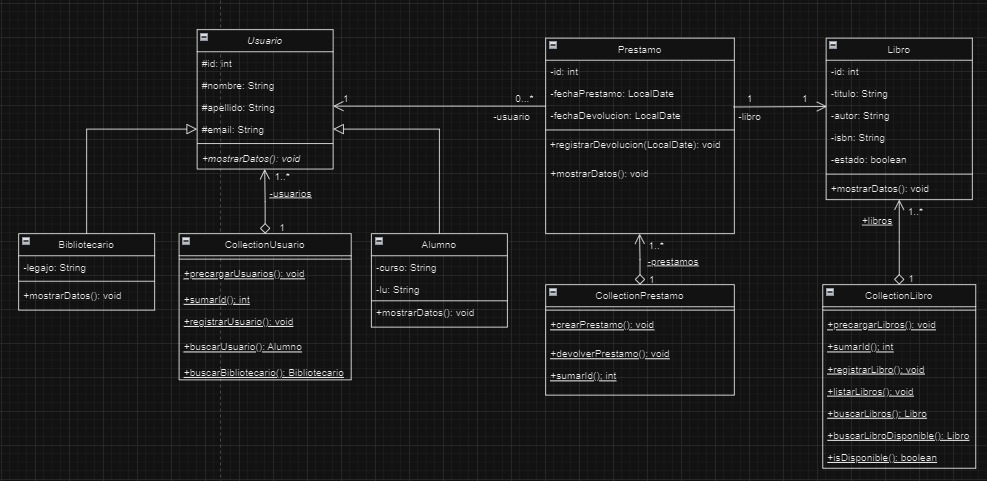 Usuario
#id: int
#nombre: String
#apellido: String
#email: String
+mostrarDatos(): void
1
0...*
-usuario
Prestamo
-id: int
-fechaPrestamo: LocalDate
-fechaDevolucion: LocalDate
+registrarDevolucion(LocalDate): void
+mostrarDatos(): void
1
1
-libro
Libro
-id: int
-titulo: String
-autor: String
-isbn: String
-estado: boolean
+mostrarDatos(): void
1..*
-usuarios
1
1..*
-prestamos
1
1..*
+libros
1
Bibliotecario
-legajo: String
+mostrarDatos(): void
CollectionUsuario
+precargarUsuarios(): void
+sumarId(): int
+registrarUsuario(): void
+buscarUsuario(): Alumno
+buscarBibliotecario(): Bibliotecario
Alumno
-curso: String
-lu: String
+mostrarDatos(): void
CollectionPrestamo
+crearPrestamo(): void
+devolverPrestamo(): void
+sumarId(): int
CollectionLibro
+precargarLibros(): void
+sumarId(): int
+registrarLibro(): void
+listarLibros(): void
+buscarLibros(): Libro
+buscarLibroDisponible(): Libro
+isDisponible(): boolean